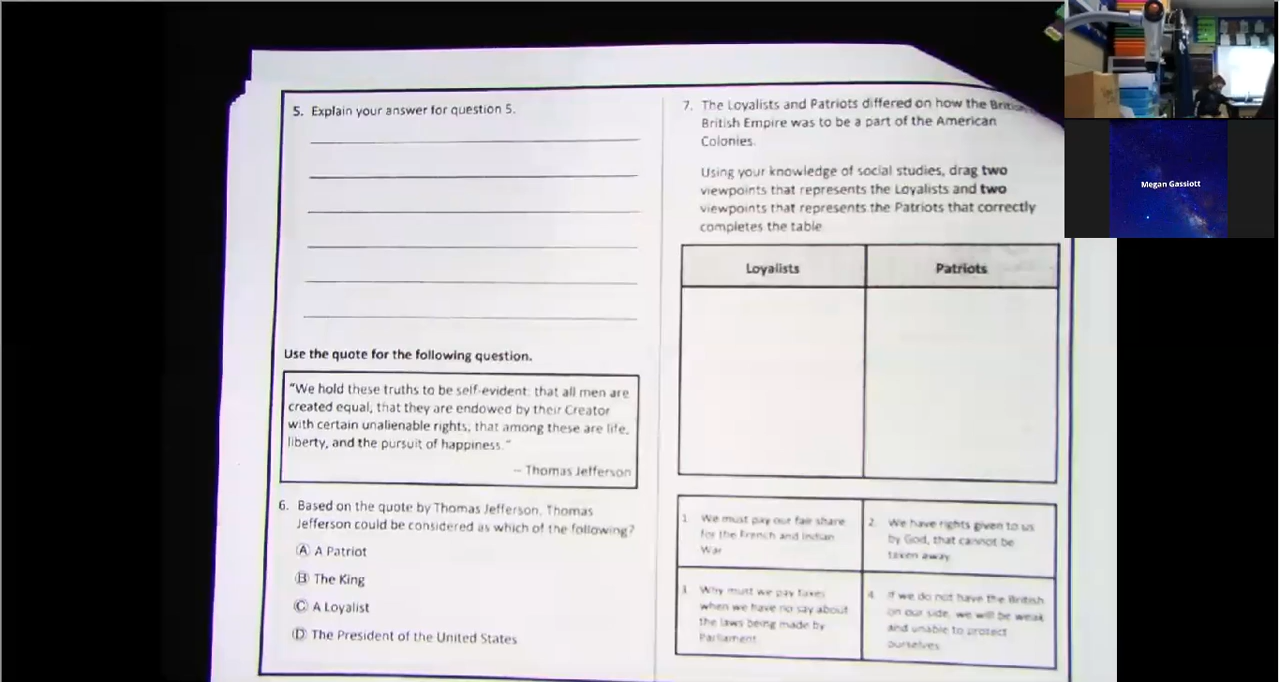 5. Explain your answer for question 5.
Use the quote for the following question.
"We hold these truths to be self-evident: that all men are
created equal, that they are endowed by their Creator
with certain unalienable rights, that among these are life,
liberty, and the pursuit of happiness."
-- Thomas Jefferson
6. Based on the quote by Thomas Jefferson, Thomas
Jefferson could be considered as which of the following?
A A Patriot
B The King
C A Loyalist
D The President of the United States
7. The Loyalists and Patriots differed on how the
British Empire was to be a part of the American
Colonies.
Using your knowledge of social studies, drag two
viewpoints that represents the Loyalists and two
viewpoints that represents the Patriots that correctly
completes the table.
Loyalists
Patriots
1. We must pay our fair share
for the French and Indian
War
2. We have rights given to us
by God, that cannot be
taken away.
3. Why must we pay taxes
when we have no say about
the laws being made by
Parliament.
4. If we do not have the British
on our side, we will be weak
and unable to protect
ourselves.
Megan Gassiott